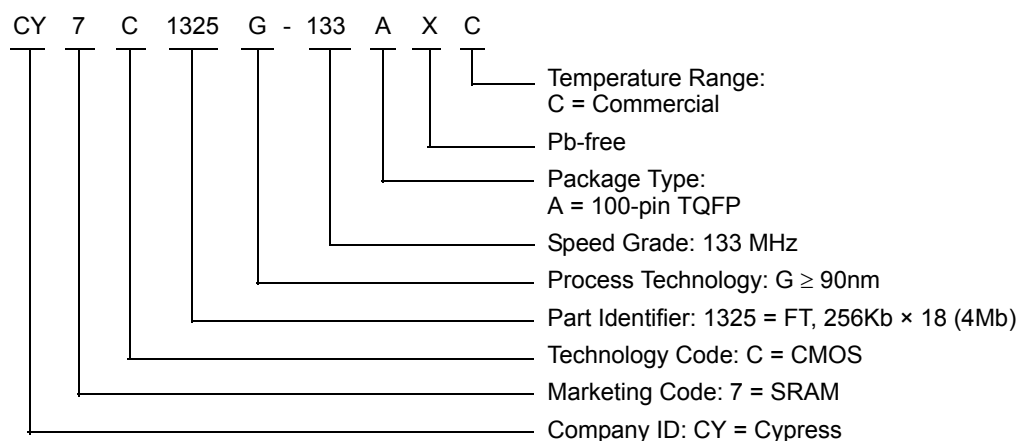 CY 7 C 1325 G - 133 A X C
Temperature Range:
C = Commercial
Pb-free
Package Type:
A = 100-pin TQFP
Speed Grade: 133 MHz
Process Technology: G ≥ 90nm
Part Identifier: 1325 = FT, 256Kb × 18 (4Mb)
Technology Code: C = CMOS
Marketing Code: 7 = SRAM
Company ID: CY = Cypress